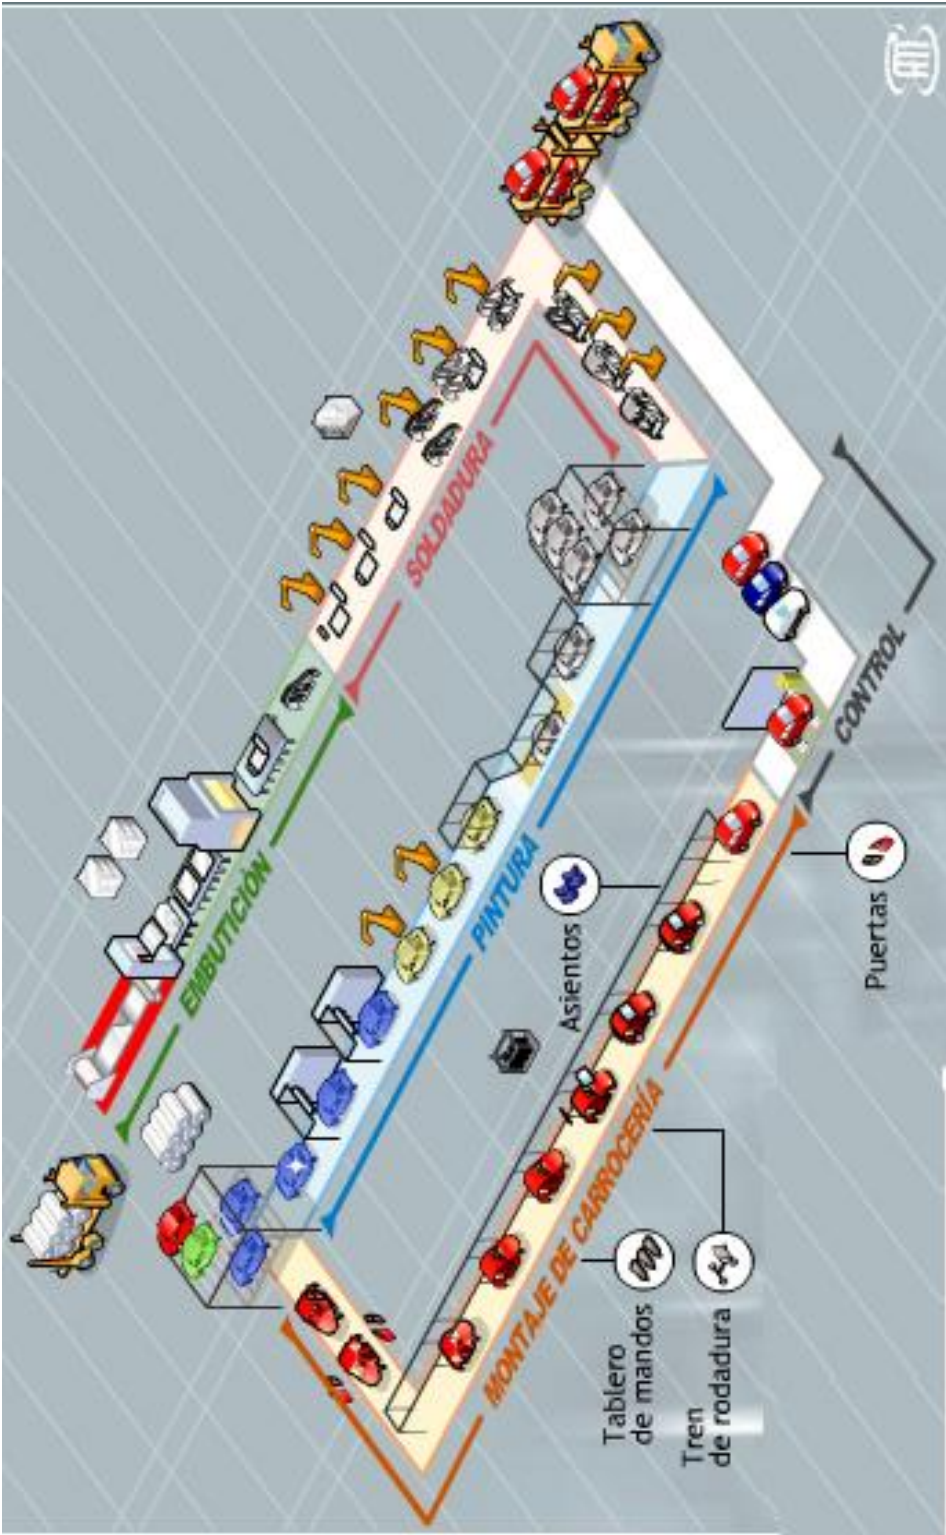 EMBUTICIÓN
SOLDADURA
PINTURA
MONTAJE DE CARROCERÍA
CONTROL
Tablero
de mandos
Tren
de rodadura
Asientos
Puertas